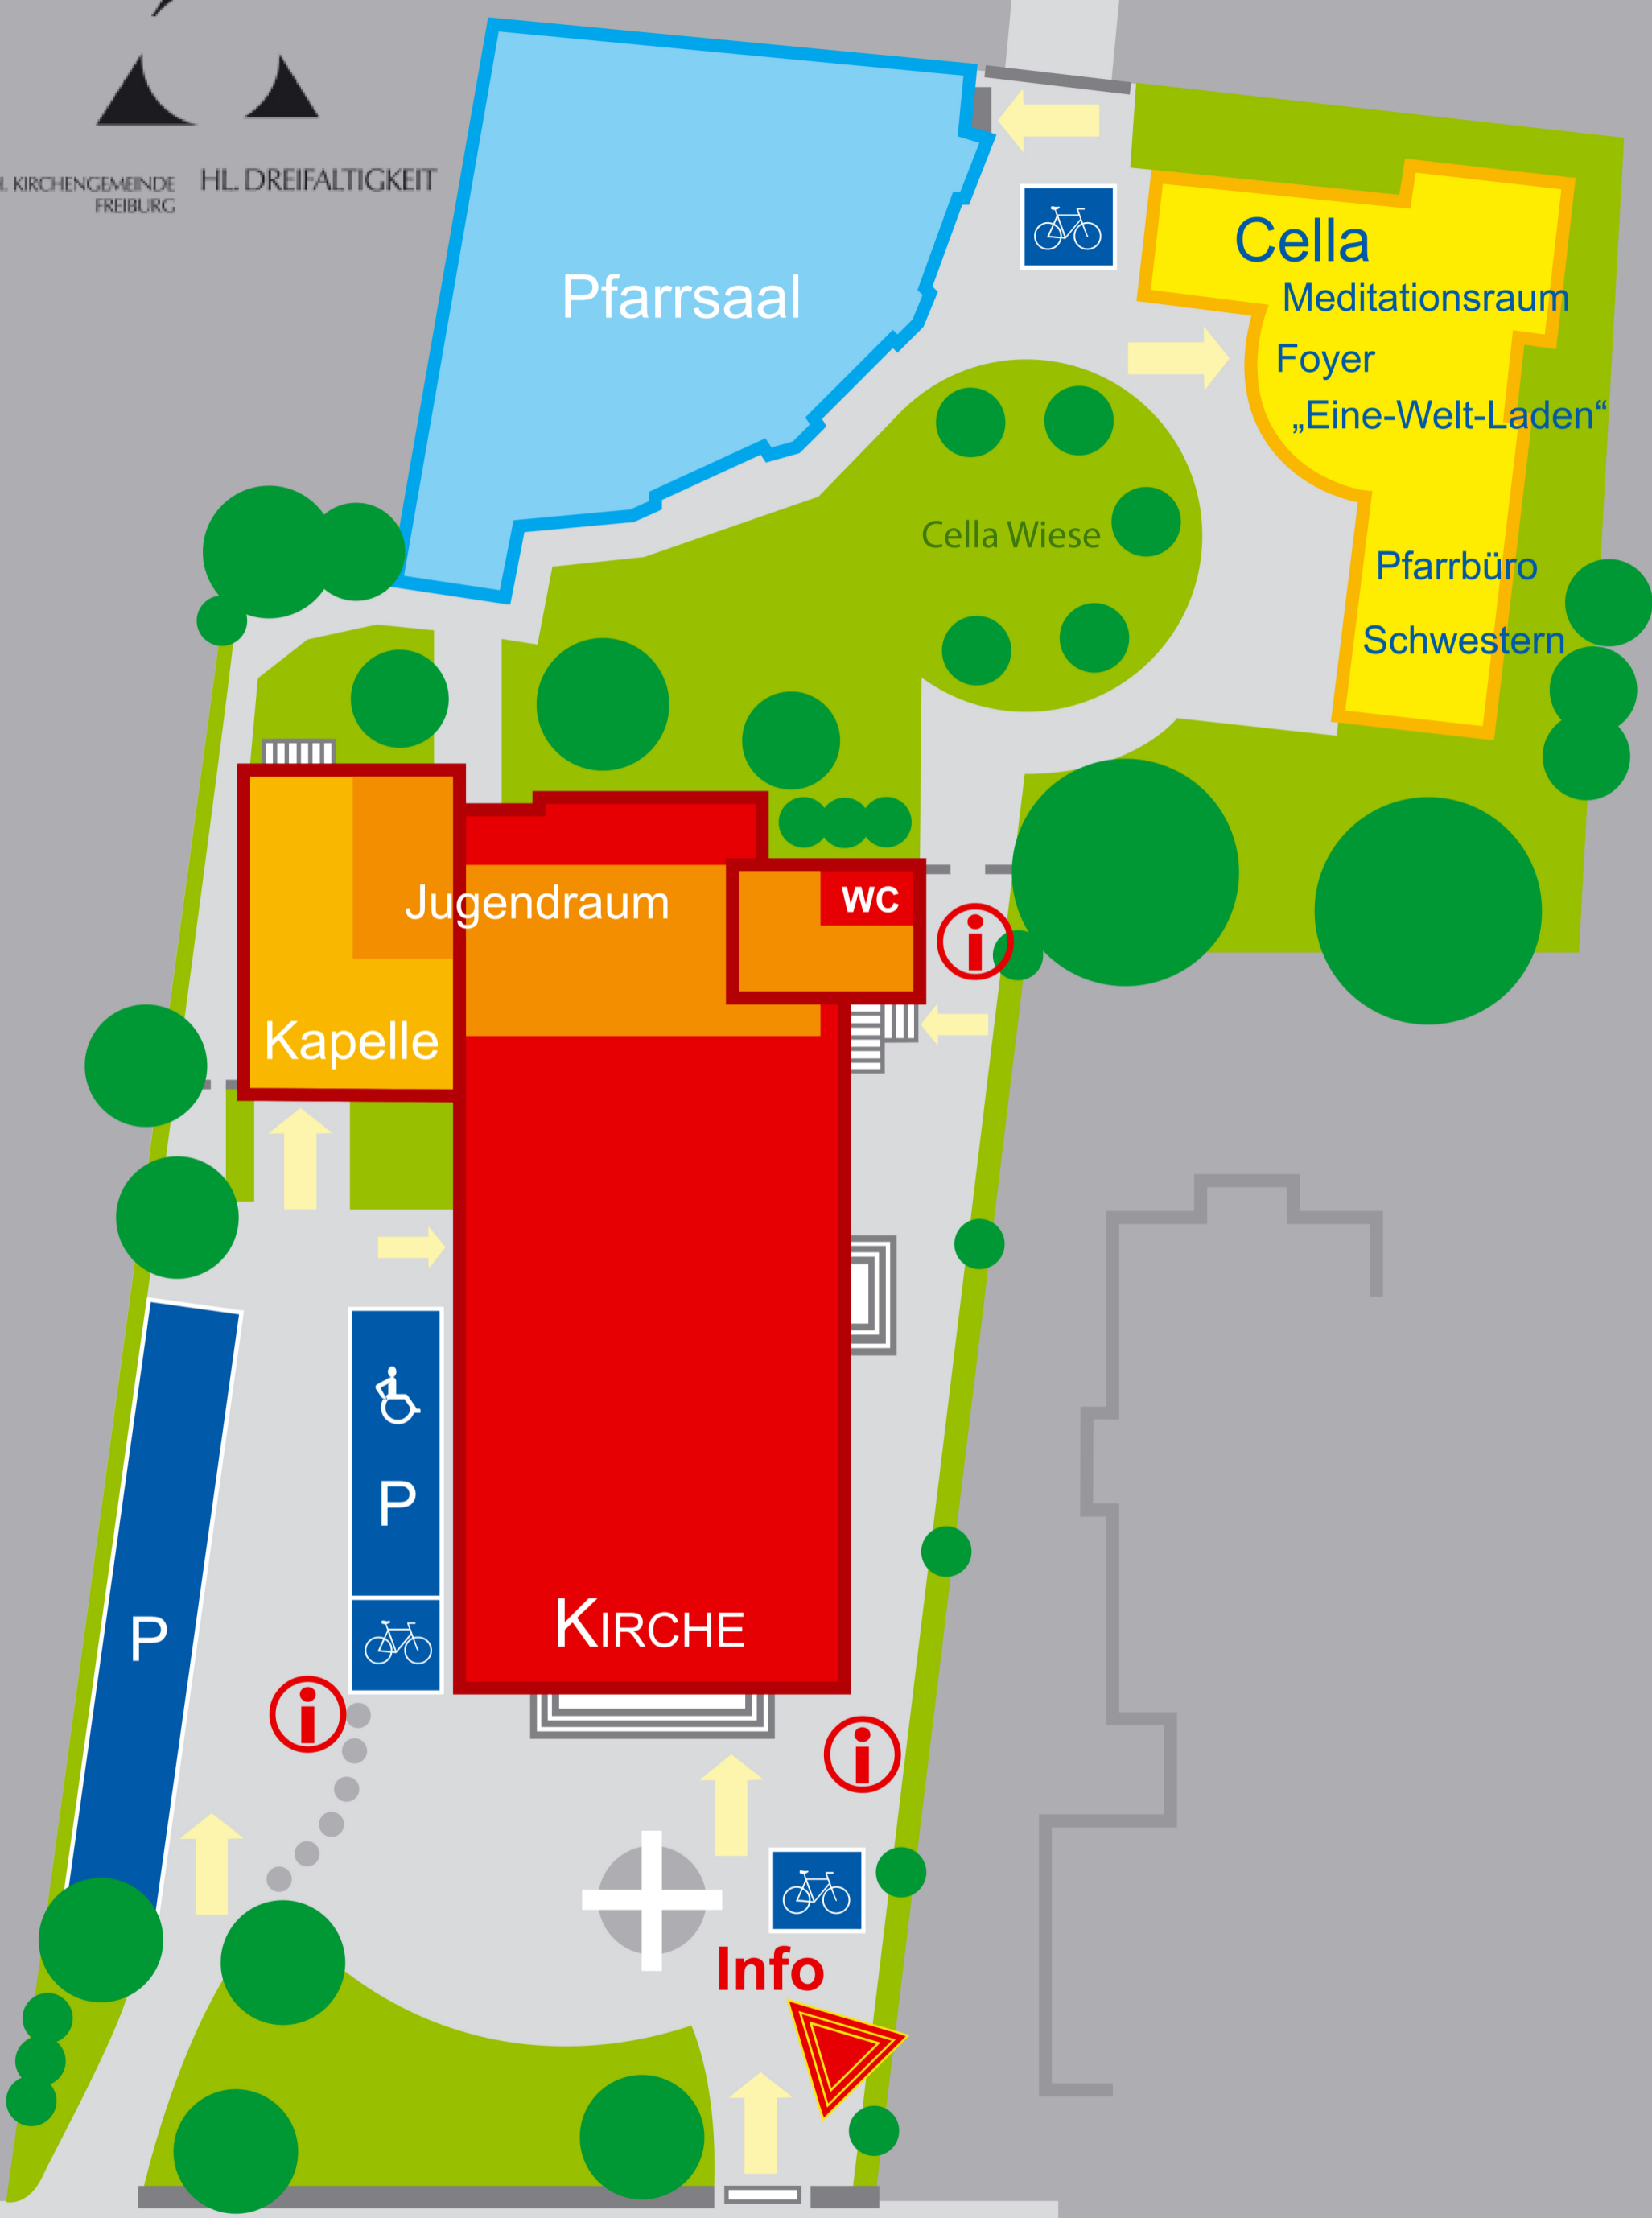 . KIRCHENGEMEINDE
FREIBURG
HL. DREIFALTIGKEIT
Pfarrsaal
Cella
Meditationsraum
Foyer
„Eine-Welt-Laden“
Cella Wiese
Pfarrbüro
Schwestern
Jugendraum
WC
i
Kapelle
P
P
KIRCHE
i
i
Info